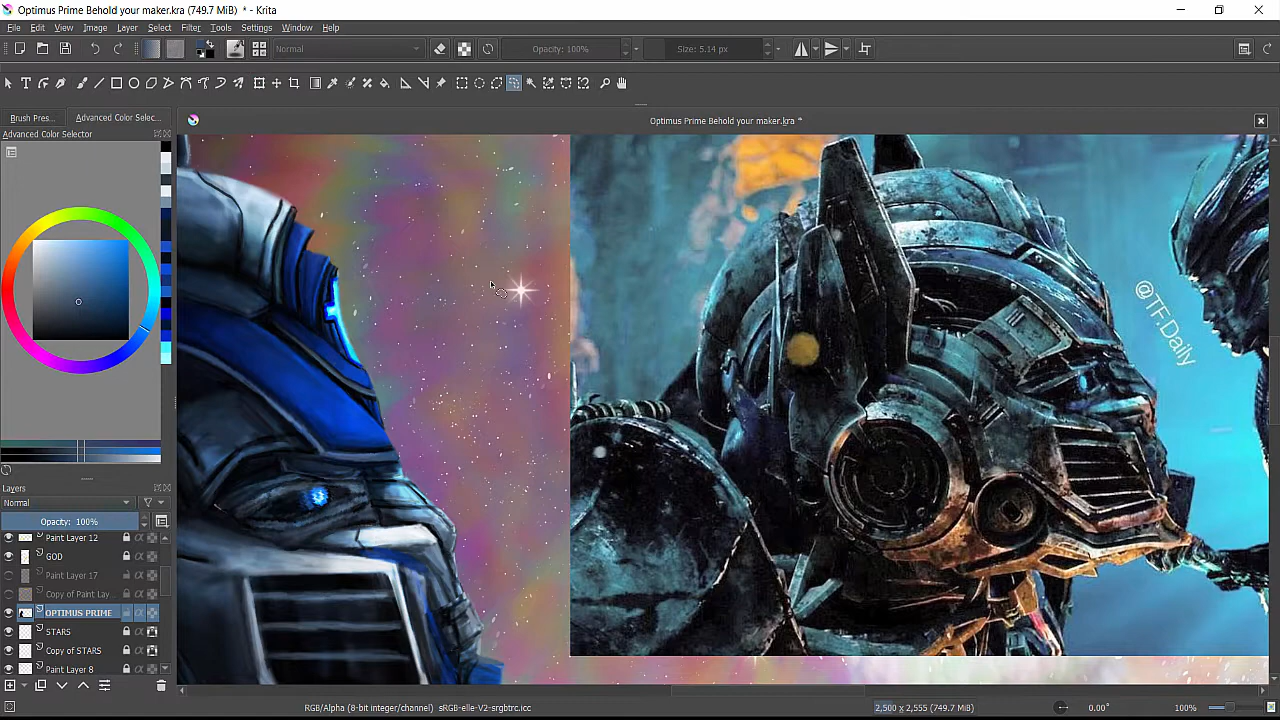 Optimus Prime Behold your maker.kra (749.7 MiB) * - Krita
File Edit View Image Layer Select Filter Tools Settings Window Help
Normal Opacity: 100% Size: 5.14 px
Brush Pres... Advanced Color Selec...
Optimus Prime Behold your maker.kra *
Advanced Color Selector
@TF.Daily
Layers
Normal
Opacity: 100%
Paint Layer 12
GOD
Paint Layer 17
Copy of Paint Lay...
OPTIMUS PRIME
STARS
Copy of STARS
Paint Layer 8
RGB/Alpha (8-bit integer/channel) sRGB-elle-V2-srgbtrc.icc 2,500 x 2,555 (749.7 MiB) 0.00° 100%